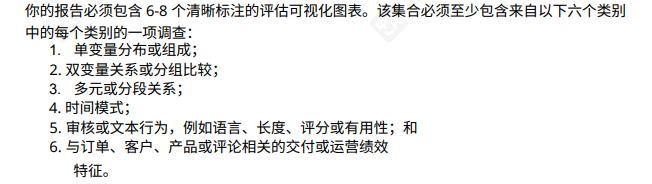 你的报告必须包含 6-8 个清晰标注的评估可视化图表。该集合必须至少包含来自以下六个类别
中的每个类别的一项调查：
1. 单变量分布或组成；
2. 双变量关系或分组比较；
3. 多元或分段关系；
4. 时间模式；
5. 审核或文本行为，例如语言、长度、评分或有用性；和
6. 与订单、客户、产品或评论相关的交付或运营绩效
特征。